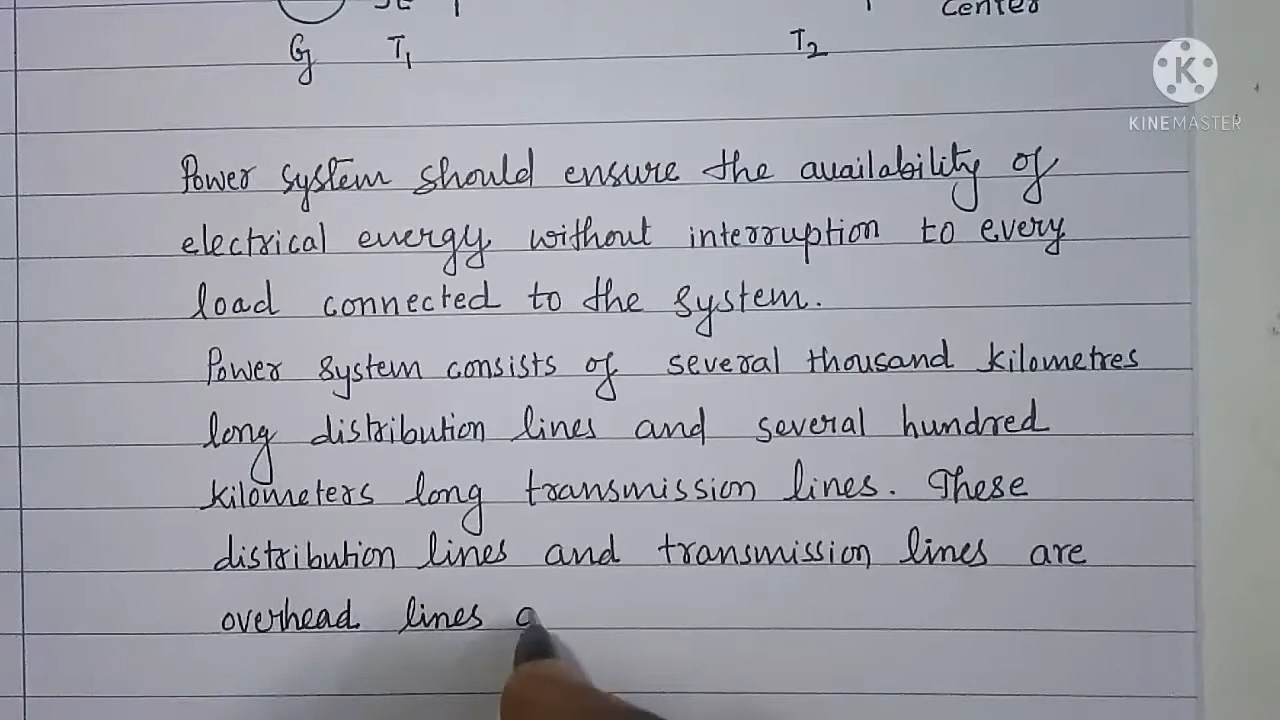 Center
G T1 T2
K
KINEMASTER
Power system should ensure the availability of
electrical energy without interruption to every
load connected to the system.
Power system consists of several thousand kilometres
long distribution lines and several hundred
kilometers long transmission lines. These
distribution lines and transmission lines are
overhead lines a